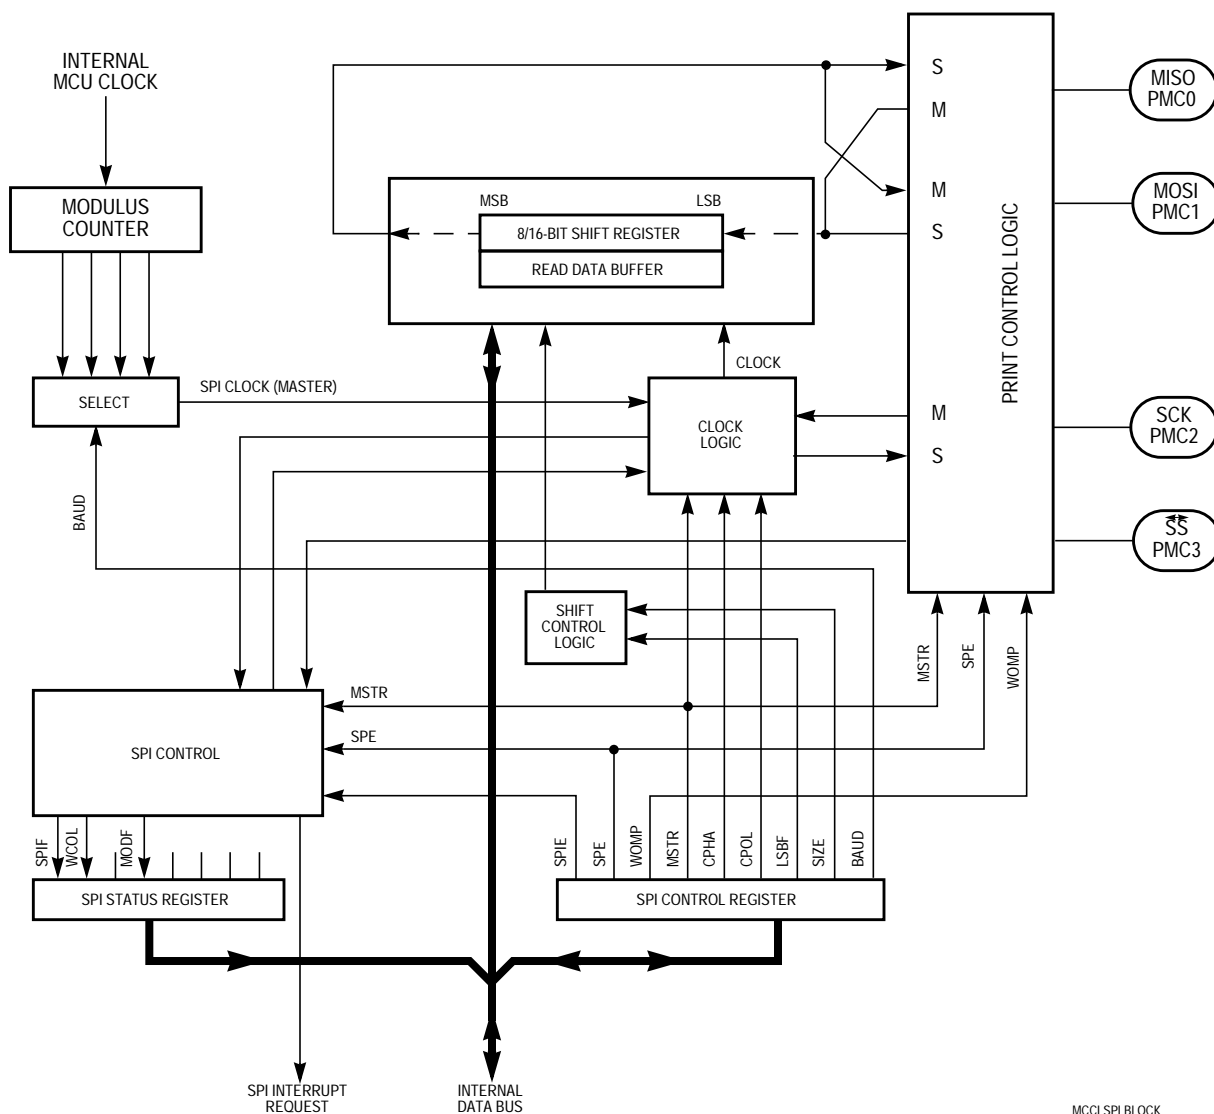 INTERNAL
MCU CLOCK
MODULUS
COUNTER
SELECT
BAUD
SPI CLOCK (MASTER)
MSB
LSB
8/16-BIT SHIFT REGISTER
READ DATA BUFFER
CLOCK
CLOCK
LOGIC
S
M
M
S
M
S
PRINT CONTROL LOGIC
MISO
PMC0
MOSI
PMC1
SCK
PMC2
SS
PMC3
SHIFT
CONTROL
LOGIC
MSTR
SPE
WOMP
MSTR
SPE
SPI CONTROL
SPIF
WCOL
MODF
SPI STATUS REGISTER
SPIE
SPE
WOMP
MSTR
CPHA
CPOL
LSBF
SIZE
BAUD
SPI CONTROL REGISTER
SPI INTERRUPT
REQUEST
INTERNAL
DATA BUS
MCCI SPI BLOCK